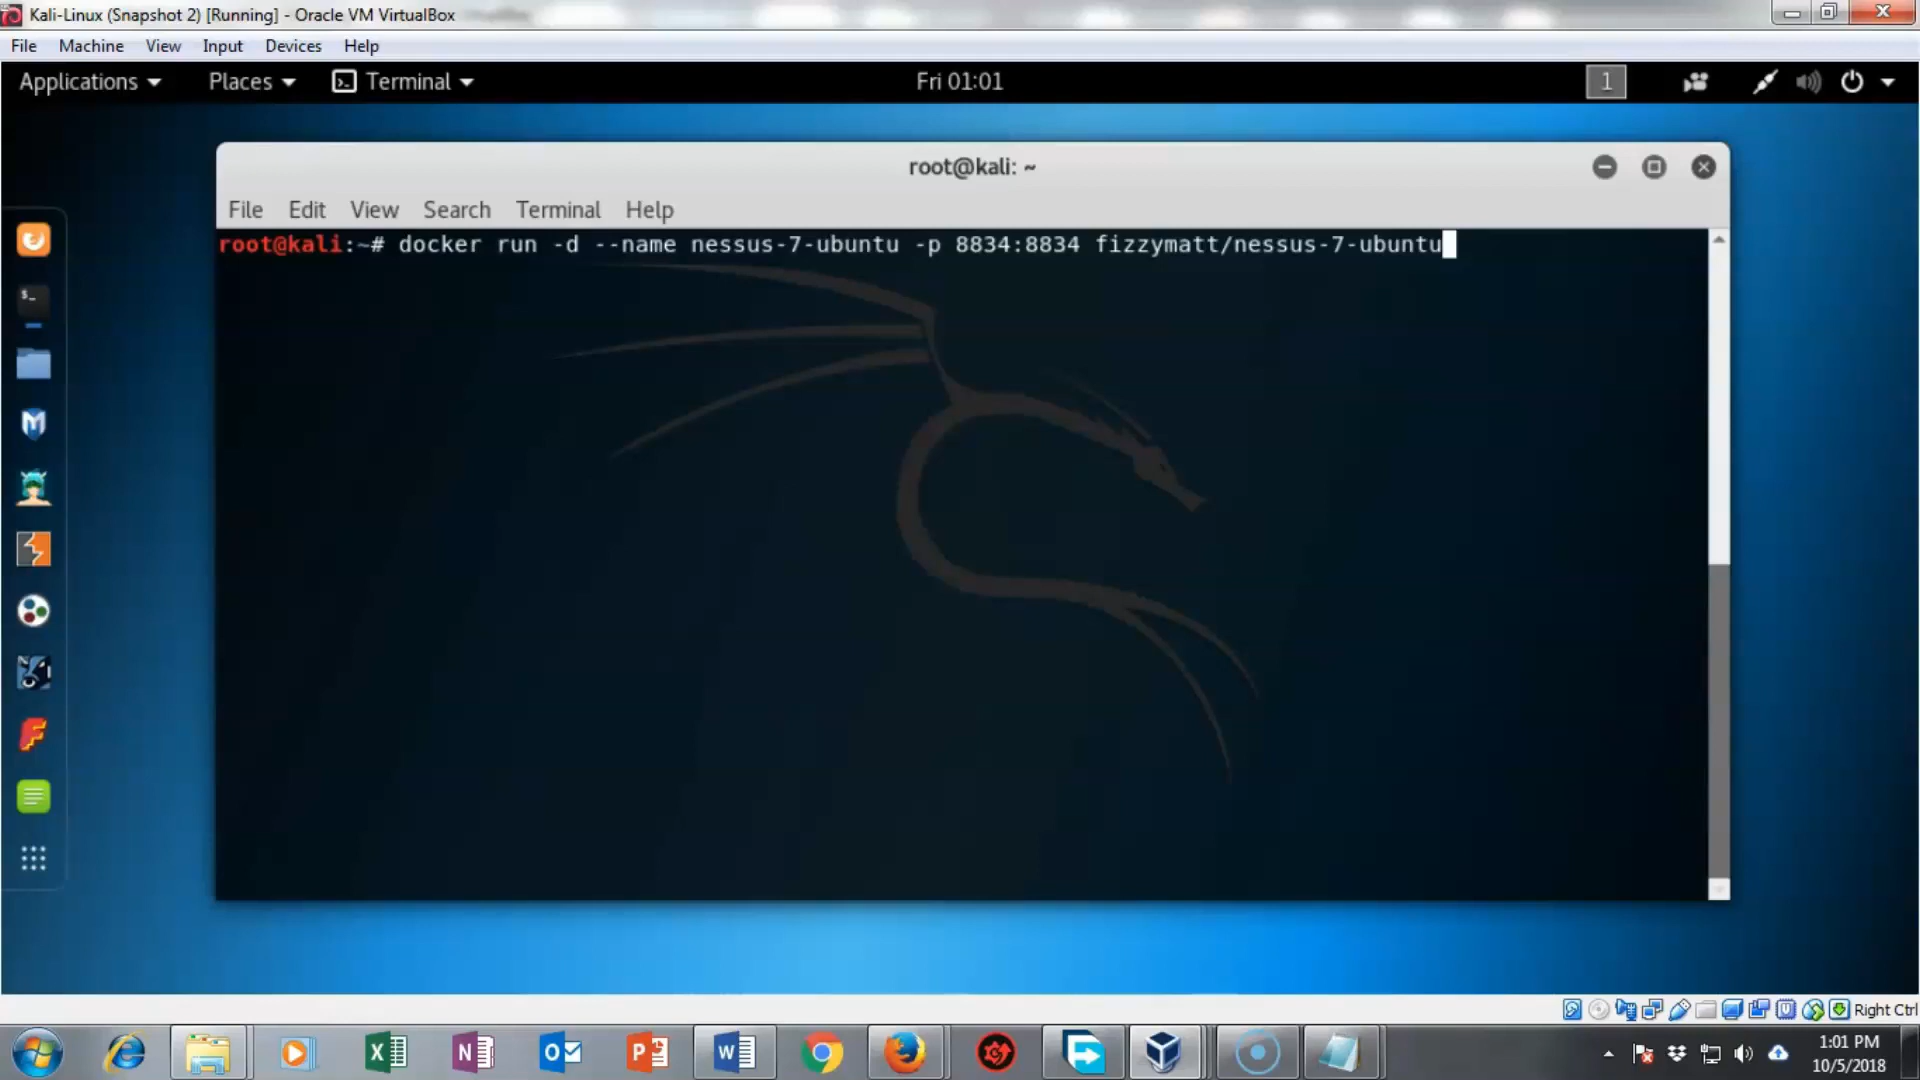 Kali-Linux (Snapshot 2) [Running] - Oracle VM VirtualBox
File Machine View Input Devices Help
Applications Places Terminal Fri 01:01 1
root@kali: ~
File Edit View Search Terminal Help
root@kali:~# docker run -d --name nessus-7-ubuntu -p 8834:8834 fizzymatt/nessus-7-ubuntu
Right Ctrl
1:01 PM
10/5/2018